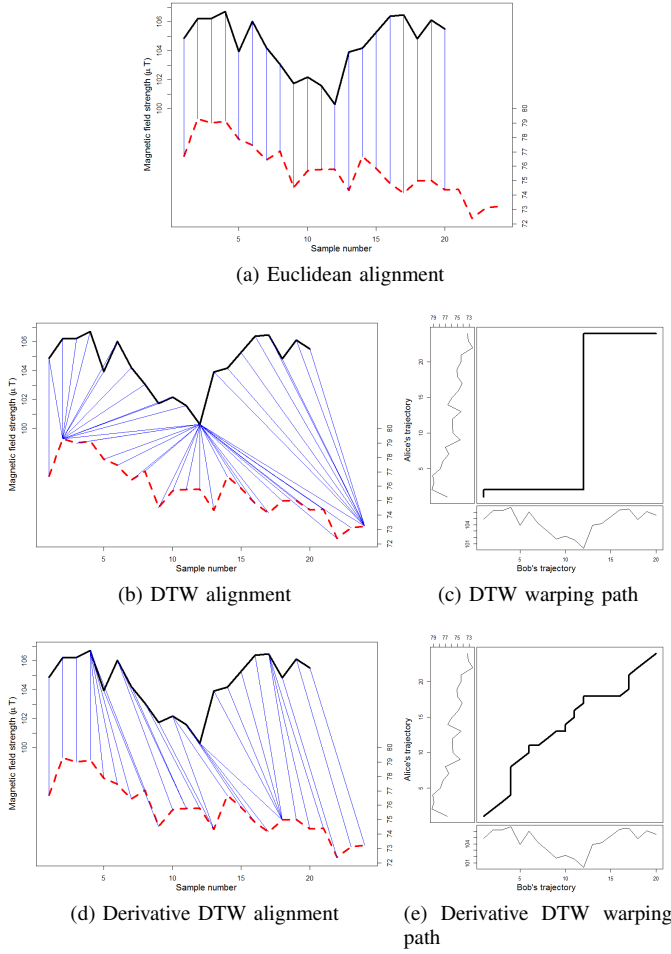 Magnetic field strength (μ T)
100 102 104 106
72 73 74 75 76 77 78 79 80
5 10 15 20
Sample number
(a) Euclidean alignment
Magnetic field strength (μ T)
100 102 104 106
72 73 74 75 76 77 78 79 80
5 10 15 20
Sample number
79 77 75 73
Alice's trajectory
5 10 15 20
101 104
5 10 15 20
Bob's trajectory
(b) DTW alignment
(c) DTW warping path
Magnetic field strength (μ T)
100 102 104 106
72 73 74 75 76 77 78 79 80
5 10 15 20
Sample number
79 77 75 73
Alice's trajectory
5 10 15 20
101 104
5 10 15 20
Bob's trajectory
(d) Derivative DTW alignment
(e) Derivative DTW warping
path